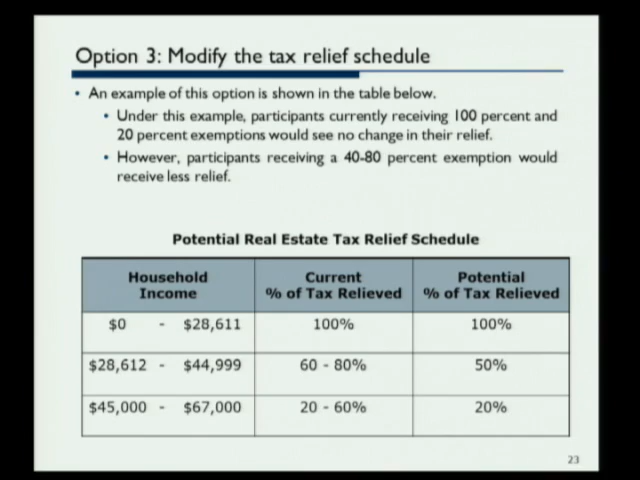 Option 3: Modify the tax relief schedule
• An example of this option is shown in the table below.
• Under this example, participants currently receiving 100 percent and
20 percent exemptions would see no change in their relief.
• However, participants receiving a 40-80 percent exemption would
receive less relief.
Potential Real Estate Tax Relief Schedule
Household Income Current % of Tax Relieved Potential % of Tax Relieved
$0 - $28,611 100% 100%
$28,612 - $44,999 60 - 80% 50%
$45,000 - $67,000 20 - 60% 20%
23